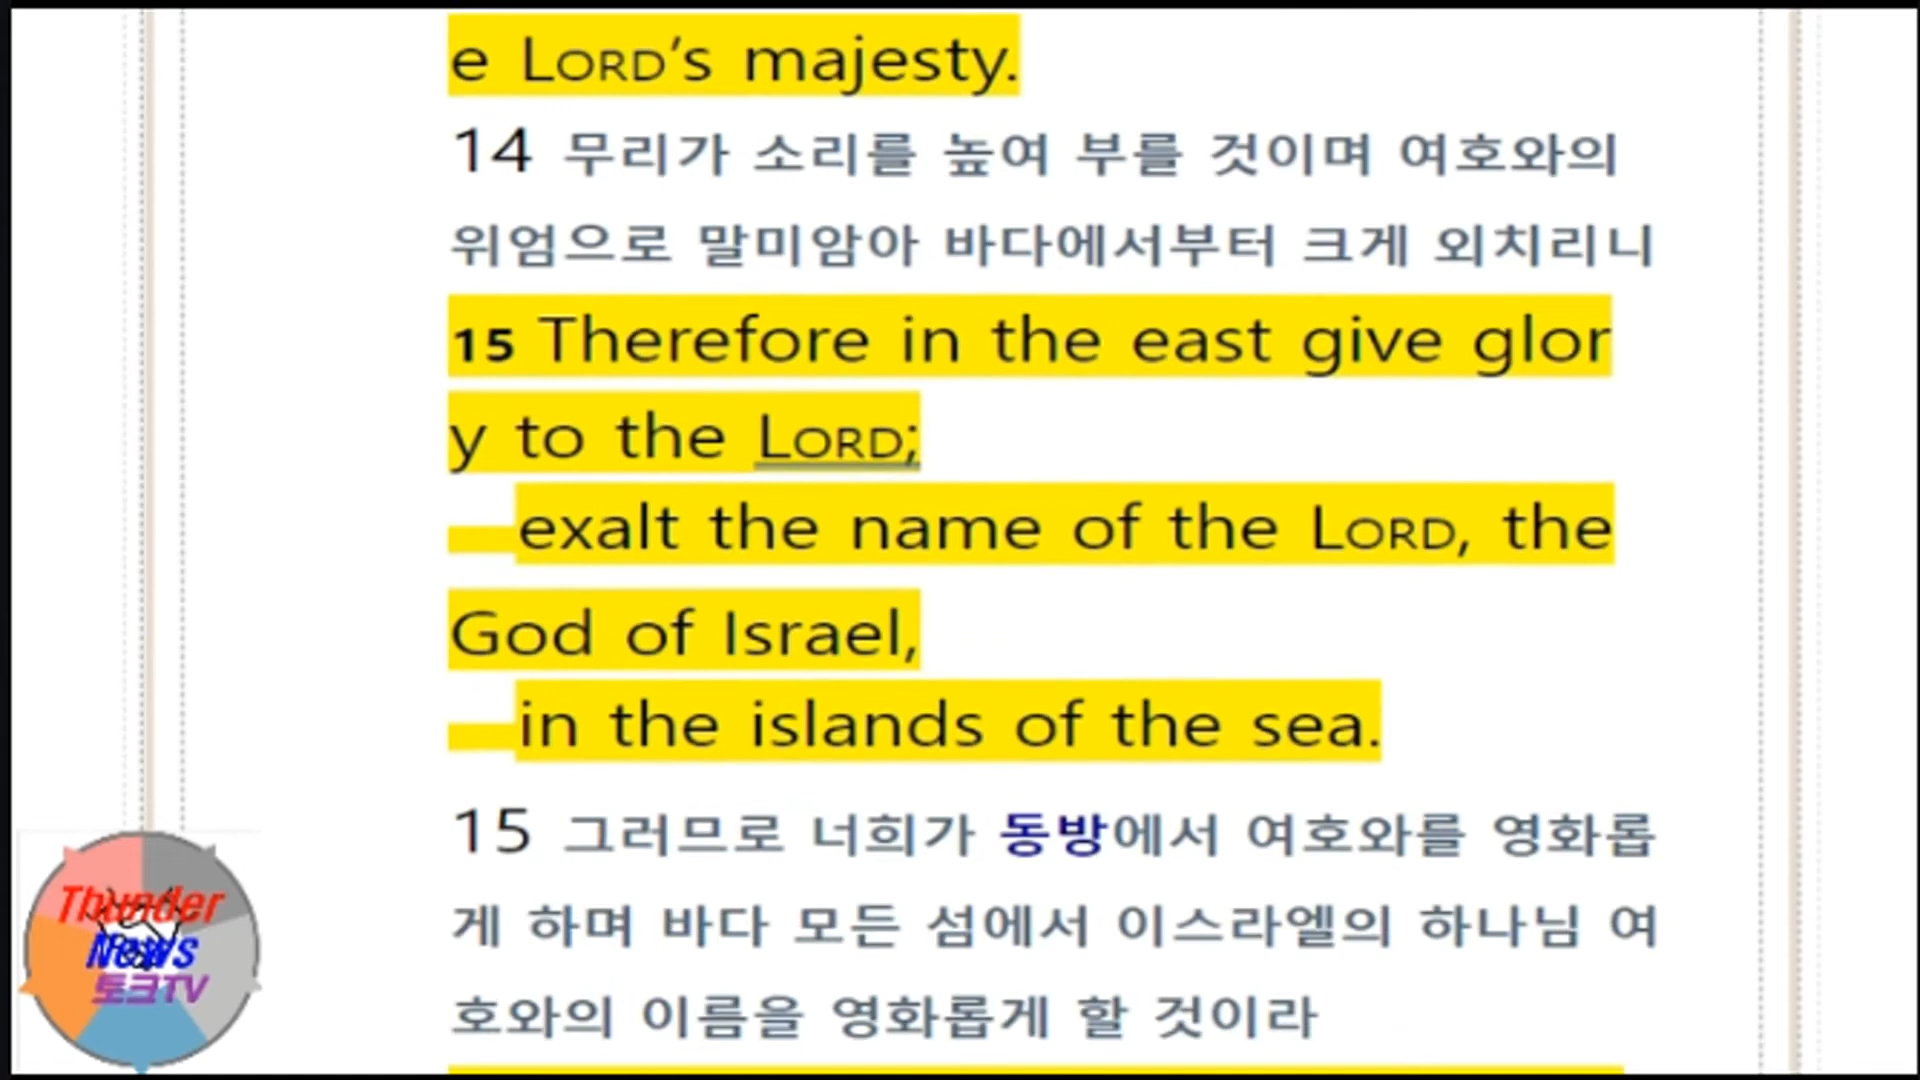 e LORD's majesty.
14 무리가 소리를 높여 부를 것이며 여호와의
위엄으로 말미암아 바다에서부터 크게 외치리니
15 Therefore in the east give glor
y to the LORD;
exalt the name of the LORD, the
God of Israel,
in the islands of the sea.
15 그러므로 너희가 동방에서 여호와를 영화롭
게 하며 바다 모든 섬에서 이스라엘의 하나님 여
호와의 이름을 영화롭게 할 것이라
Thunder
News
토크TV